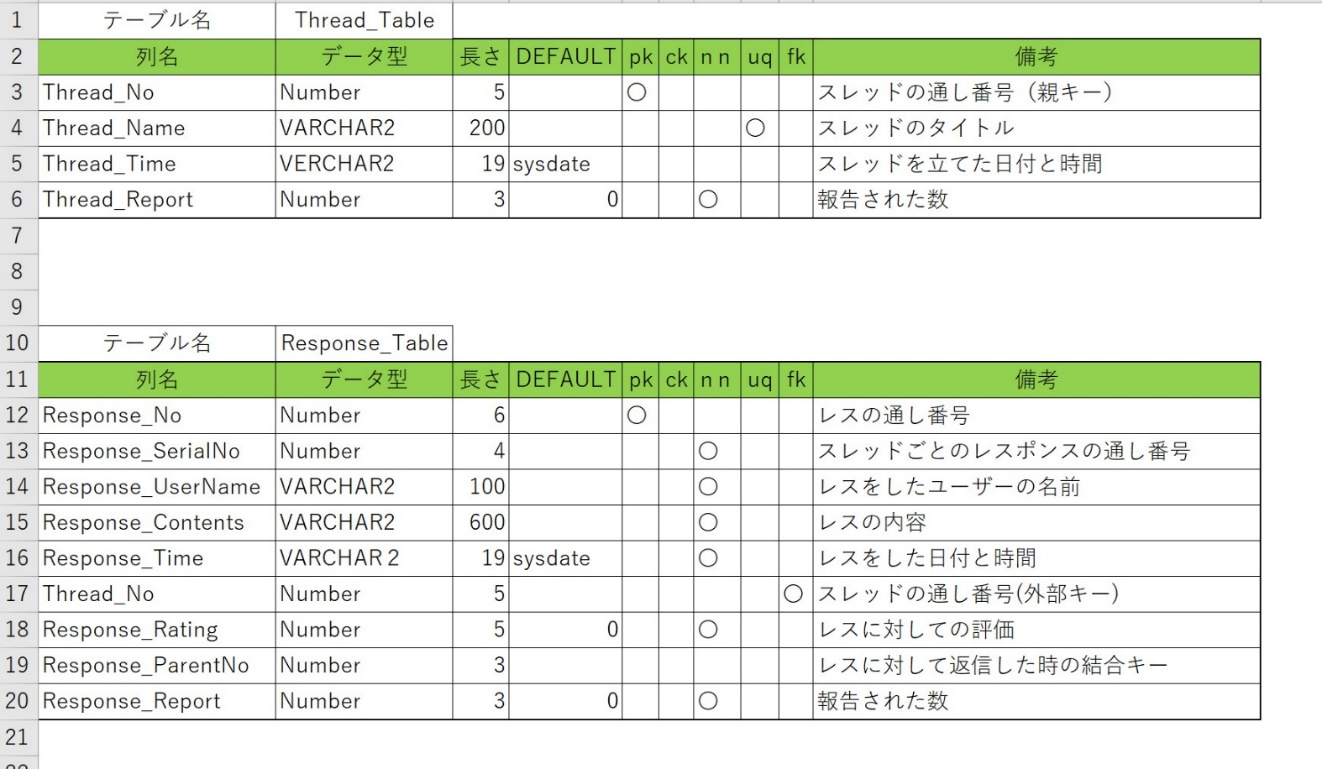 1 テーブル名 Thread_Table
2 列名 データ型 長さ DEFAULT pk ck n n uq fk 備考
3 Thread_No Number 5 ○ スレッドの通し番号（親キー）
4 Thread_Name VARCHAR2 200 ○ スレッドのタイトル
5 Thread_Time VERCHAR2 19 sysdate スレッドを立てた日付と時間
6 Thread_Report Number 3 0 ○ 報告された数
7
8
9
10 テーブル名 Response_Table
11 列名 データ型 長さ DEFAULT pk ck n n uq fk 備考
12 Response_No Number 6 ○ レスの通し番号
13 Response_SerialNo Number 4 ○ スレッドごとのレスポンスの通し番号
14 Response_UserName VARCHAR2 100 ○ レスをしたユーザーの名前
15 Response_Contents VARCHAR2 600 ○ レスの内容
16 Response_Time VARCHAR２ 19 sysdate ○ レスをした日付と時間
17 Thread_No Number 5 ○ スレッドの通し番号(外部キー)
18 Response_Rating Number 5 0 ○ レスに対しての評価
19 Response_ParentNo Number 3 レスに対して返信した時の結合キー
20 Response_Report Number 3 0 ○ 報告された数
21